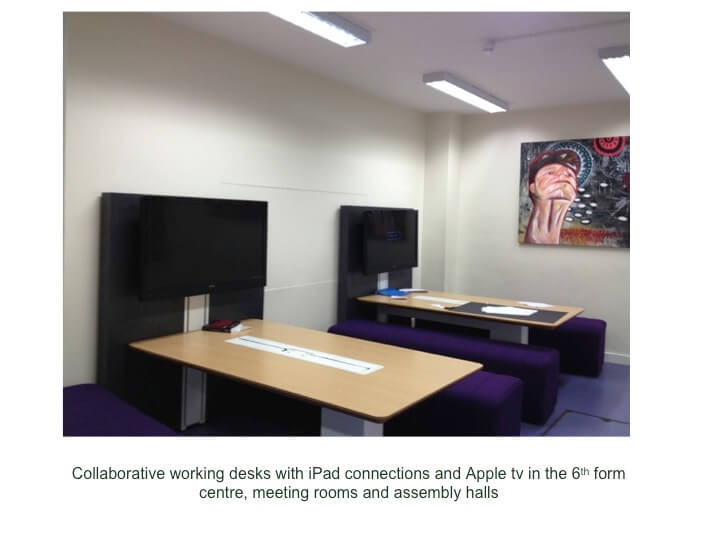 Collaborative working desks with iPad connections and Apple tv in the 6th form
centre, meeting rooms and assembly halls